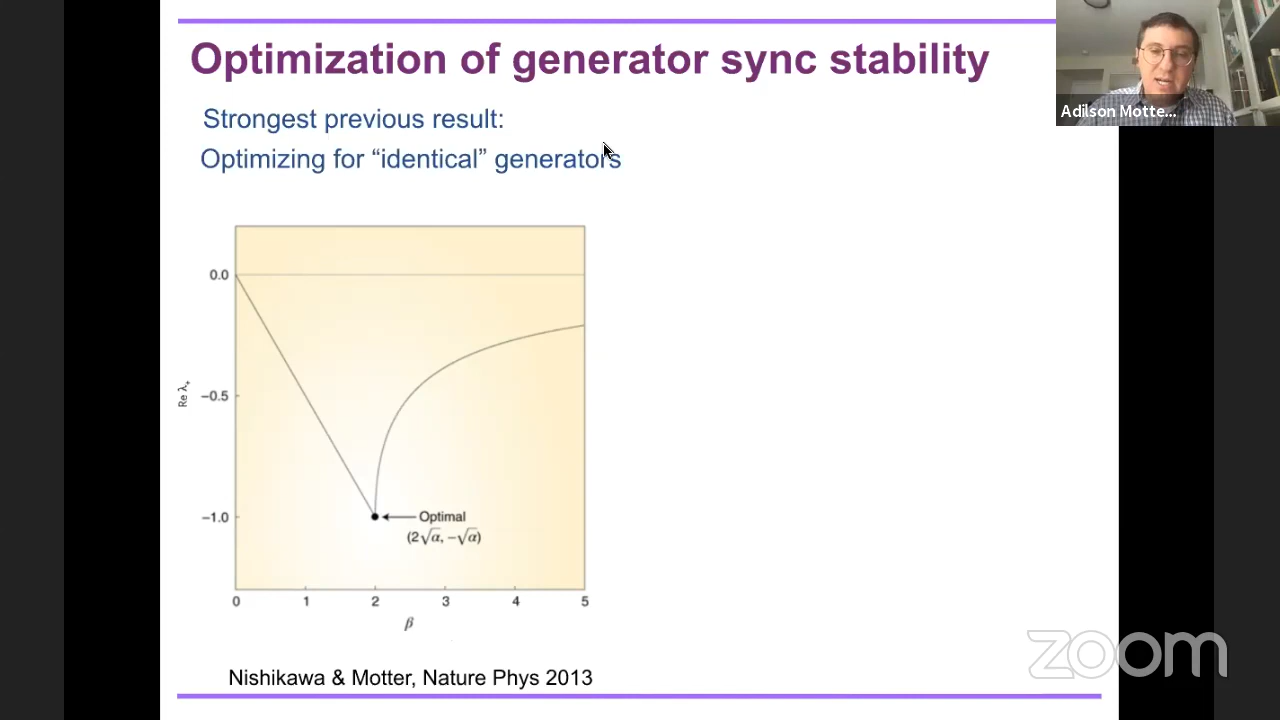 Optimization of generator sync stability
Adilson Motte...
Strongest previous result:
Optimizing for “identical” generators
0.0
−0.5
−1.0
Re λ₊
Optimal
(2√α, −√α)
0 1 2 3 4 5
β
Nishikawa & Motter, Nature Phys 2013
zoom